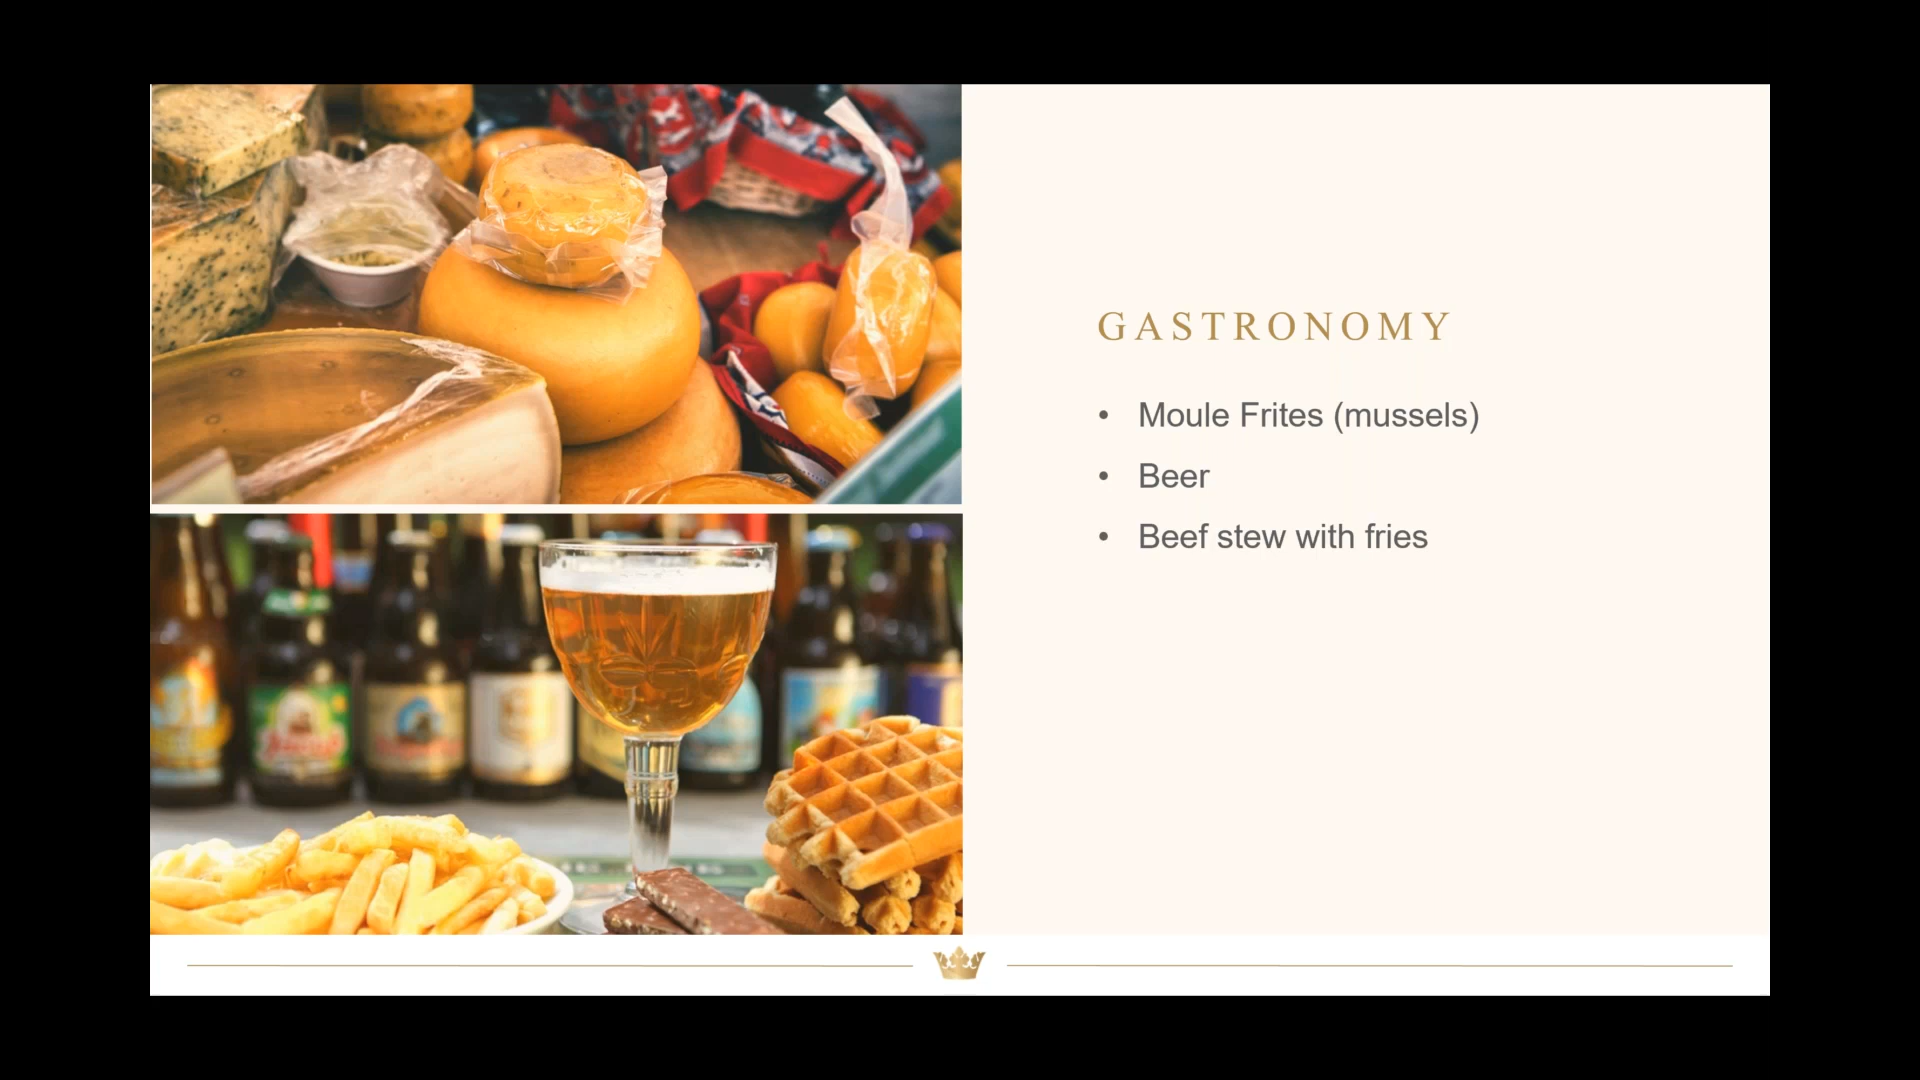 GASTRONOMY
• Moule Frites (mussels)
• Beer
• Beef stew with fries